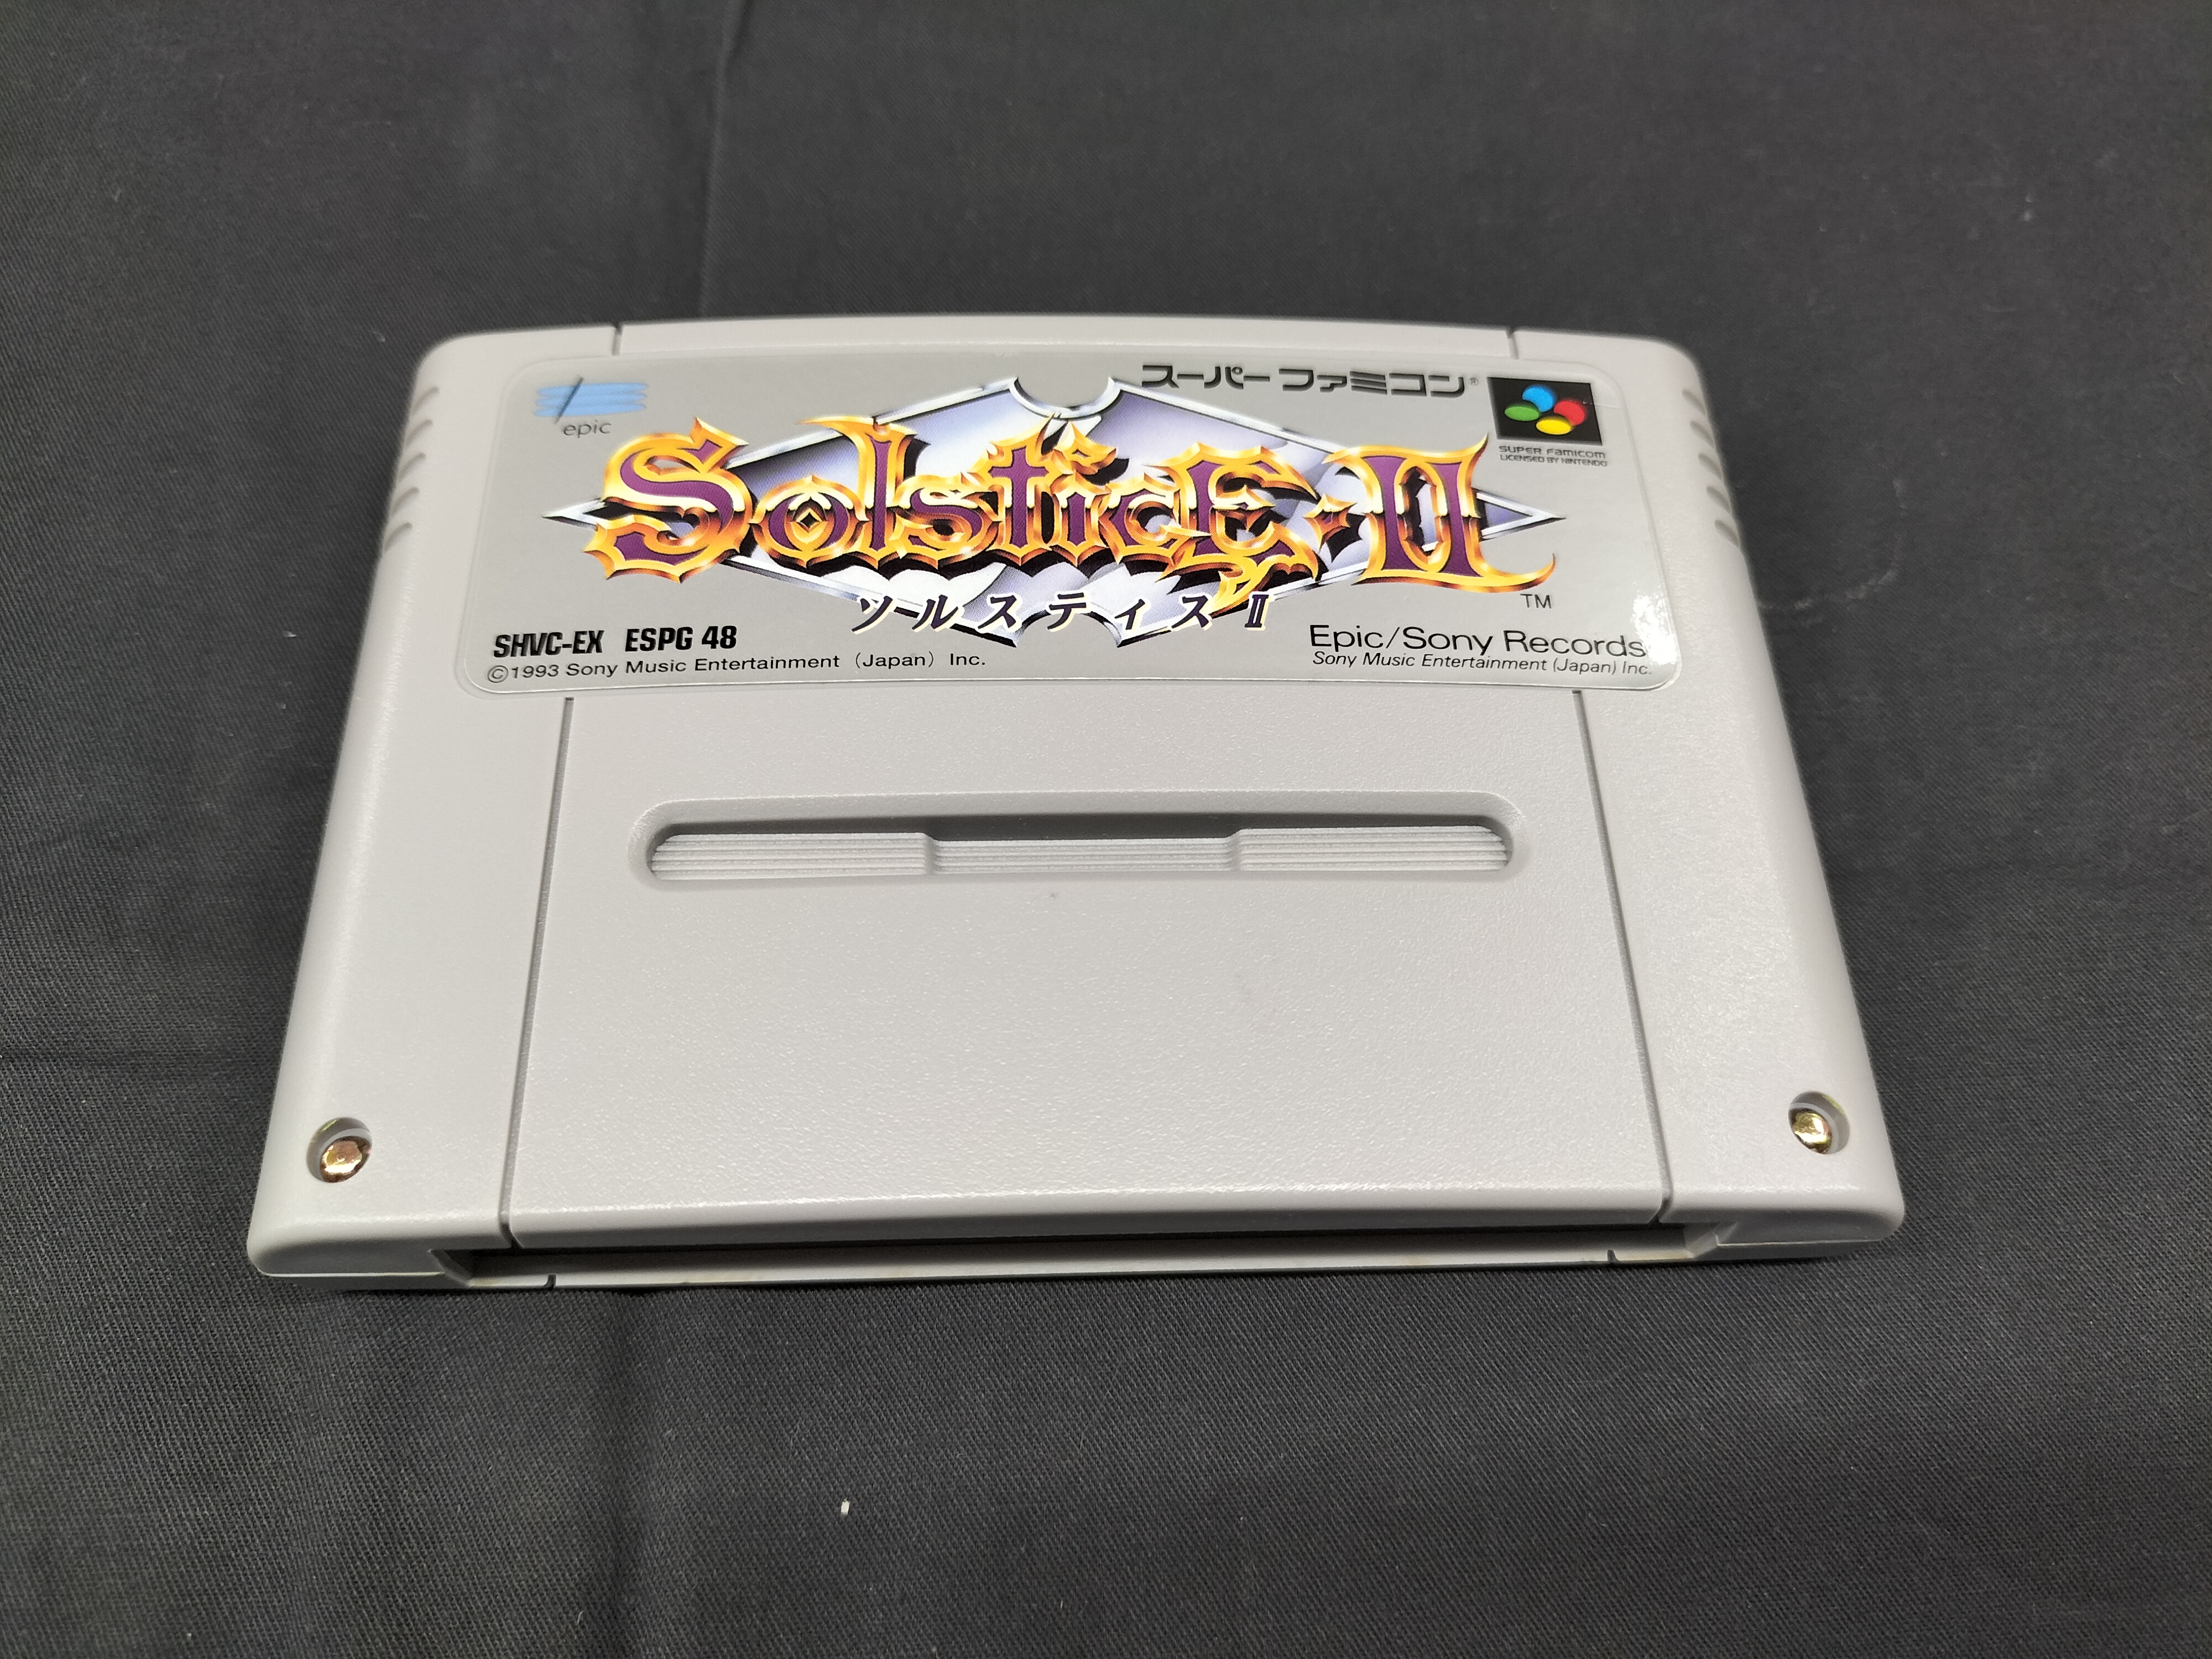 スーパーファミコン®
epic
SUPER FAMICOM
LICENSED BY NINTENDO
SolsticE・II
TM
ソルスティスII
SHVC-EX ESPG 48
©1993 Sony Music Entertainment (Japan) Inc.
Epic/Sony Records
Sony Music Entertainment (Japan) Inc.